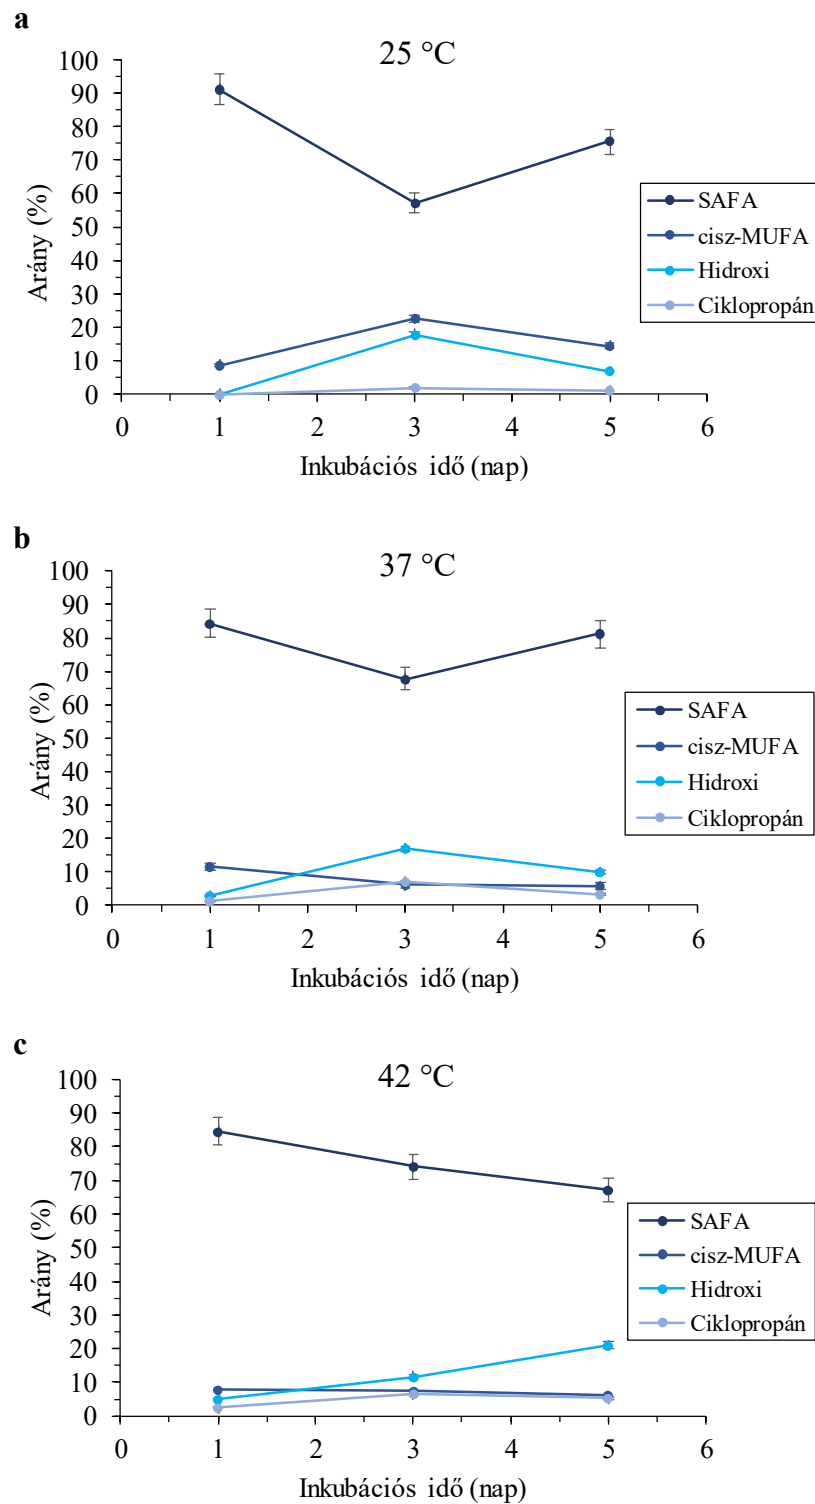 a
25 °C
100
90
80
70
60
50
40
30
20
10
0
Arány (%)
0 1 2 3 4 5 6
Inkubációs idő (nap)
SAFA
cisz-MUFA
Hidroxi
Ciklopropán
b
37 °C
100
90
80
70
60
50
40
30
20
10
0
Arány (%)
0 1 2 3 4 5 6
Inkubációs idő (nap)
SAFA
cisz-MUFA
Hidroxi
Ciklopropán
c
42 °C
100
90
80
70
60
50
40
30
20
10
0
Arány (%)
0 1 2 3 4 5 6
Inkubációs idő (nap)
SAFA
cisz-MUFA
Hidroxi
Ciklopropán